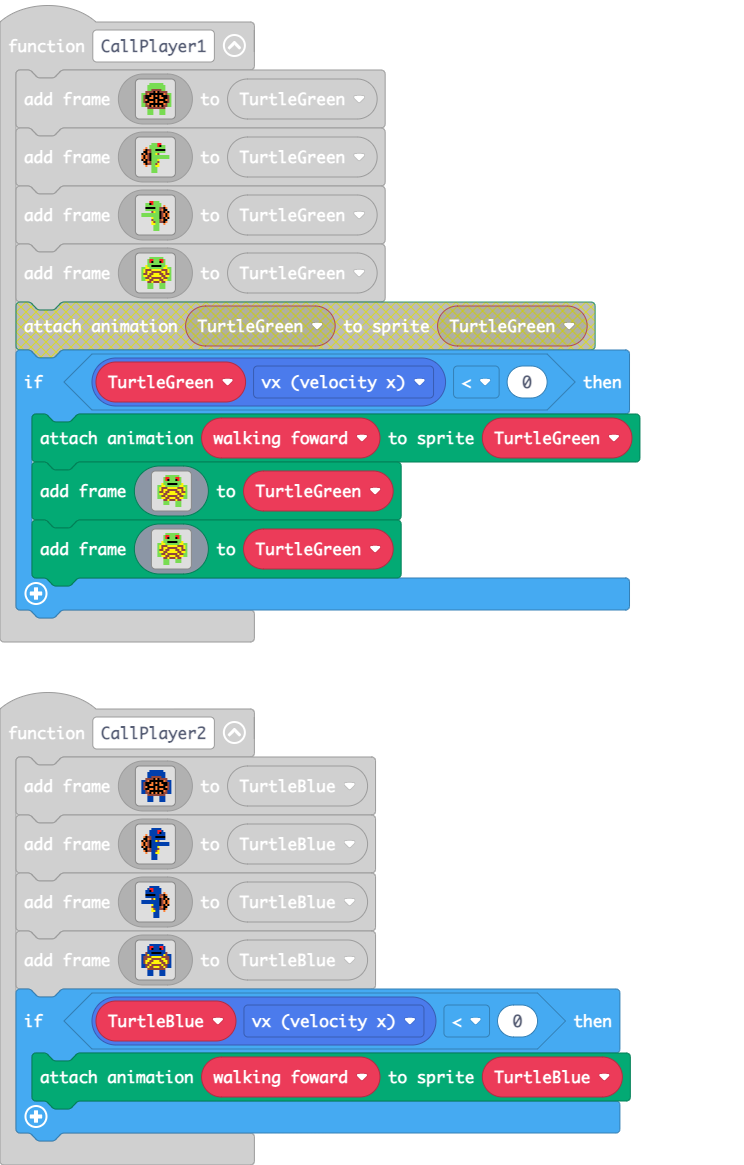 function CallPlayer1
add frame to TurtleGreen
add frame to TurtleGreen
add frame to TurtleGreen
add frame to TurtleGreen
attach animation TurtleGreen to sprite TurtleGreen
if TurtleGreen vx (velocity x) < 0 then
attach animation walking foward to sprite TurtleGreen
add frame to TurtleGreen
add frame to TurtleGreen
function CallPlayer2
add frame to TurtleBlue
add frame to TurtleBlue
add frame to TurtleBlue
add frame to TurtleBlue
if TurtleBlue vx (velocity x) < 0 then
attach animation walking foward to sprite TurtleBlue